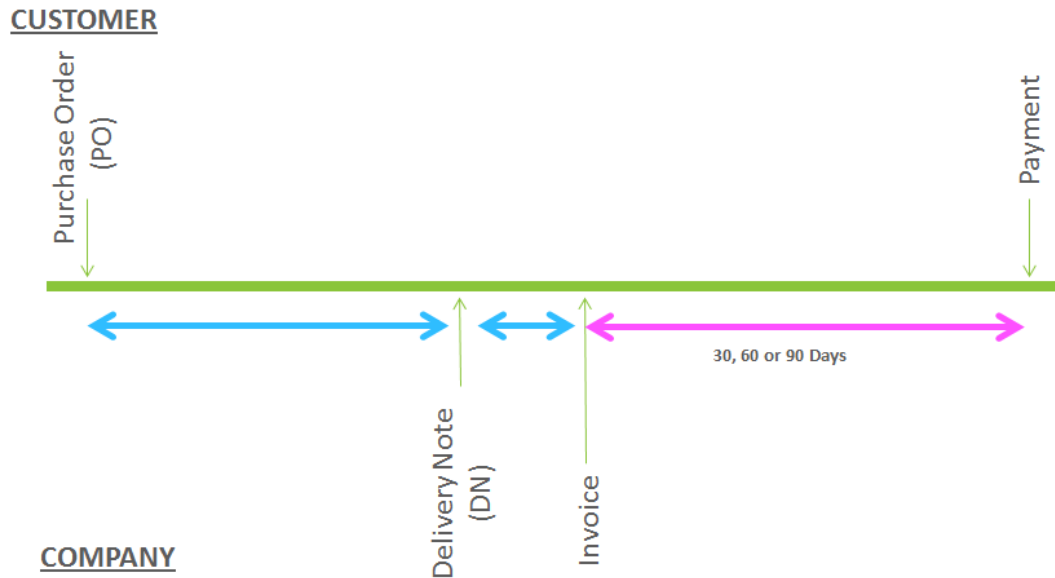 CUSTOMER
Purchase Order
(PO)
Payment
30, 60 or 90 Days
Delivery Note
(DN)
Invoice
COMPANY